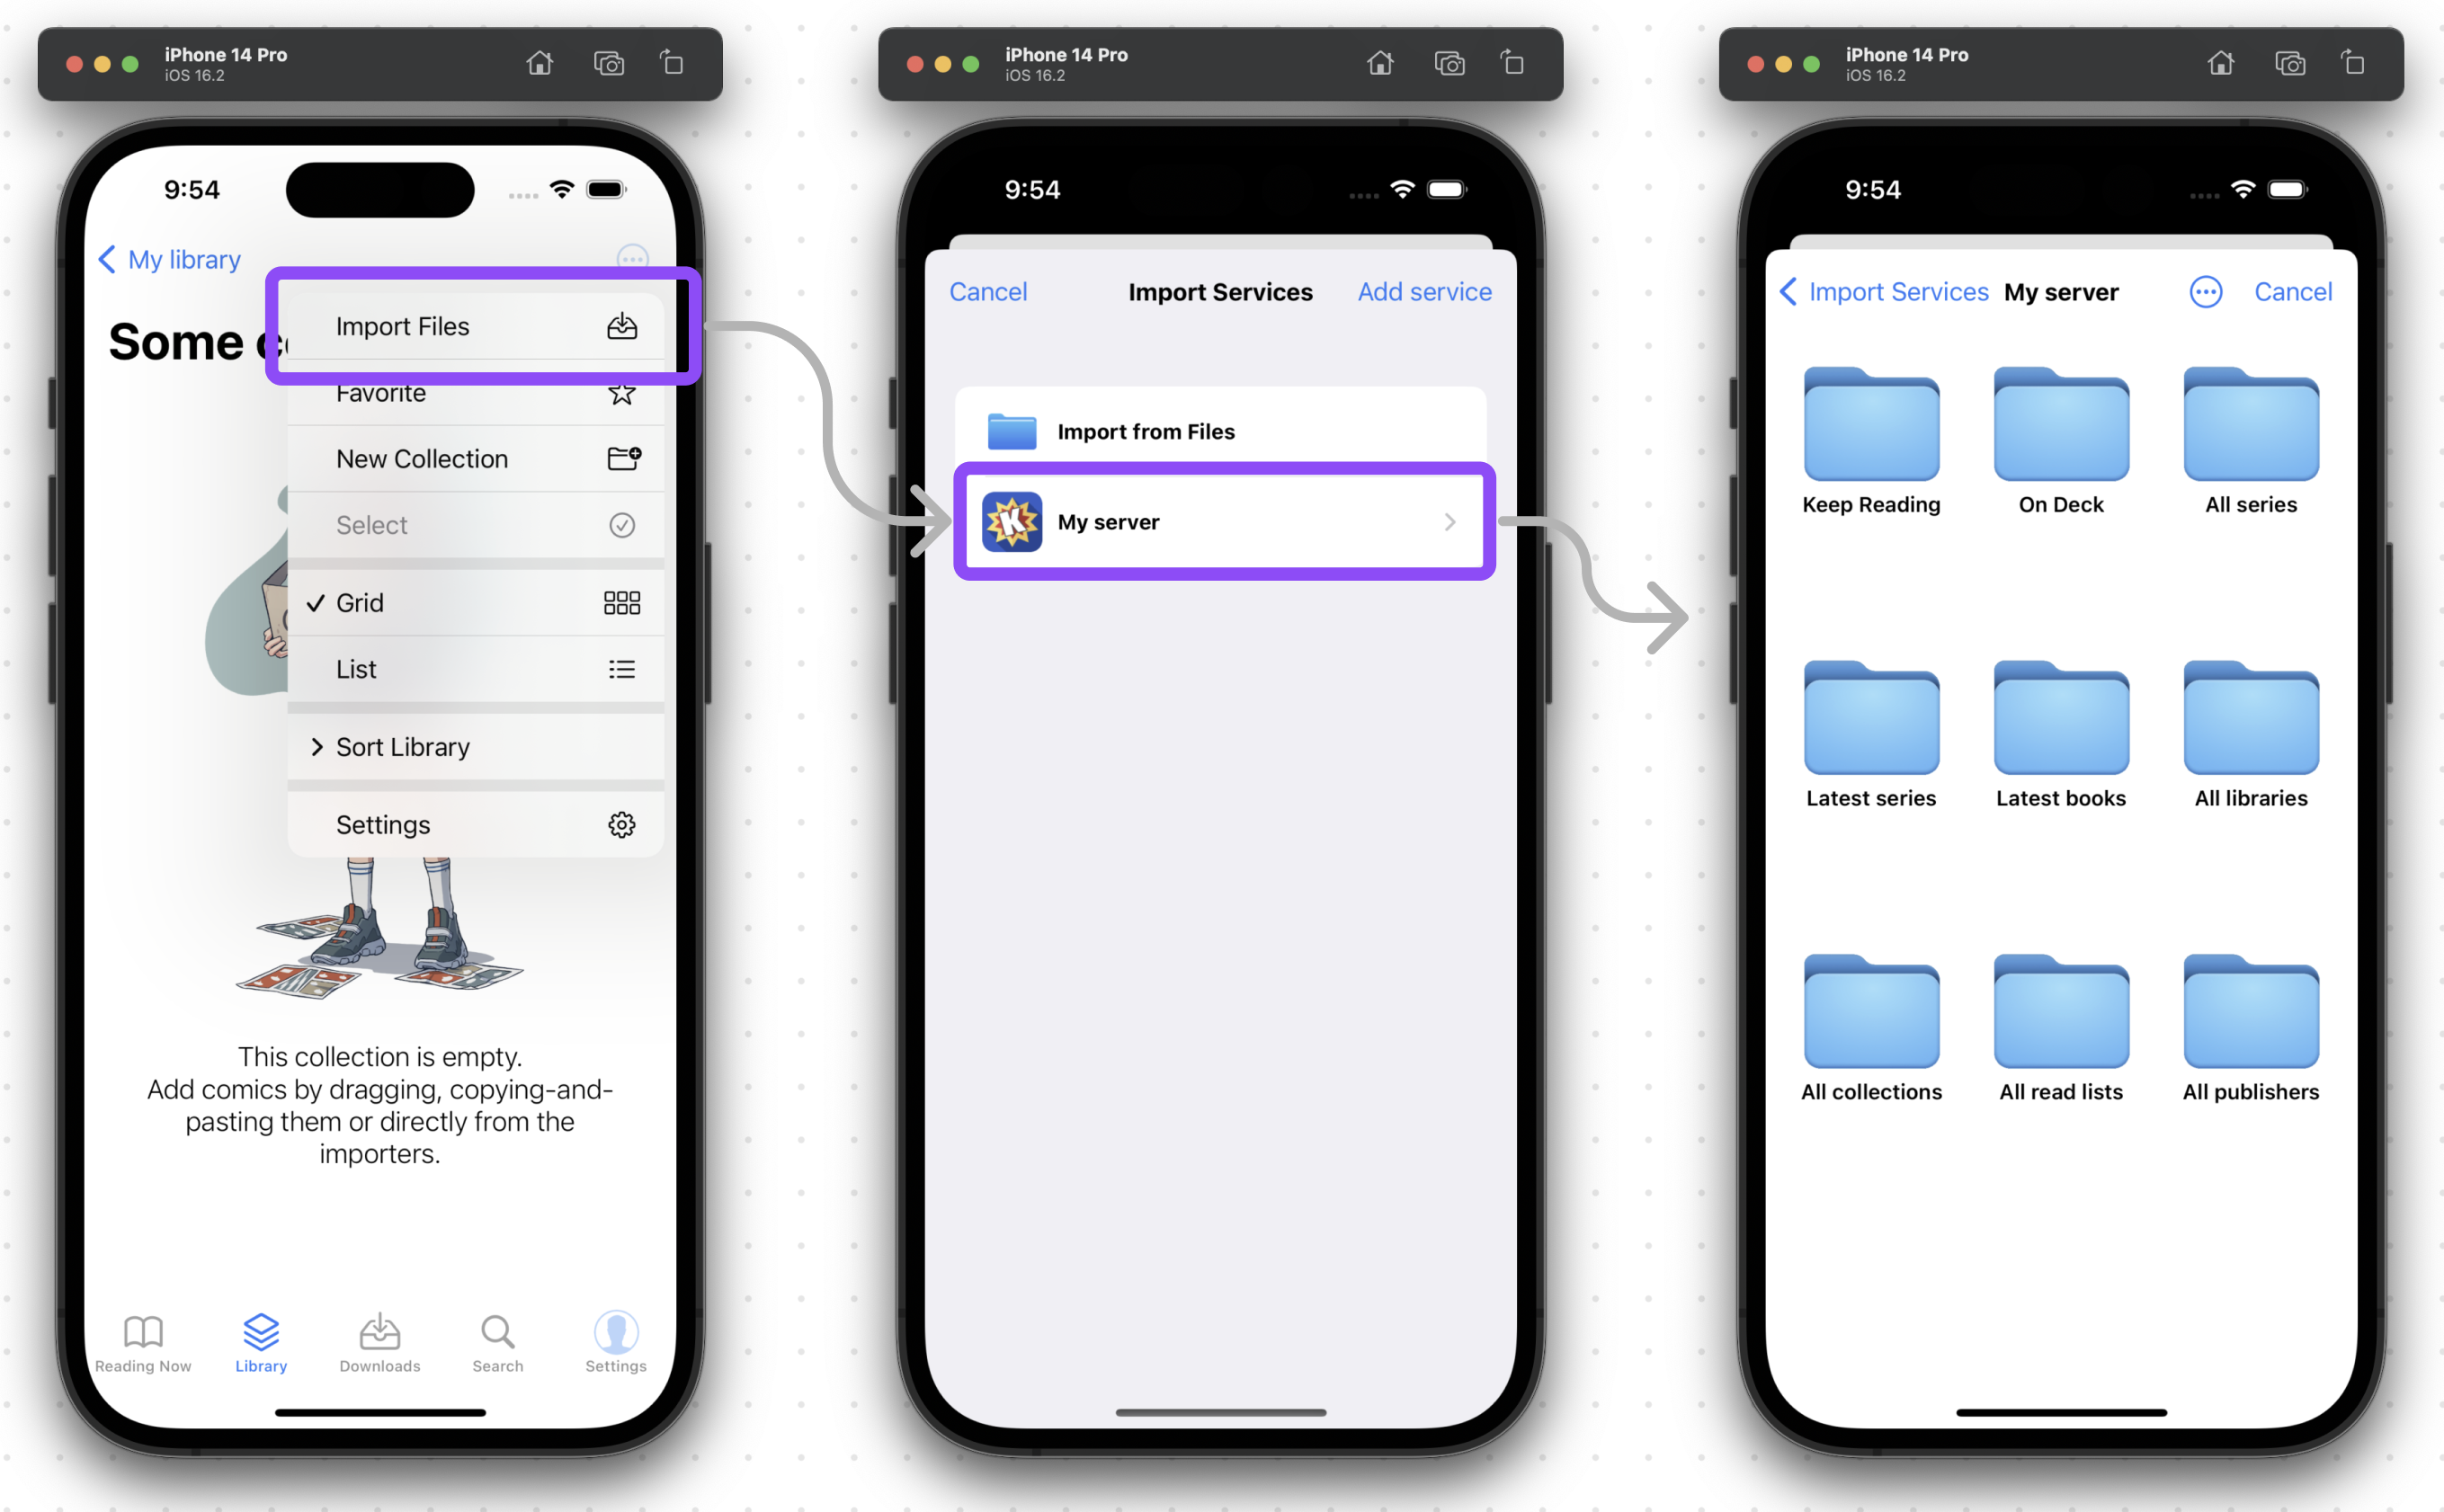 iPhone 14 Pro
iOS 16.2
9:54
My library
Some
Import Files
Favorite
New Collection
Select
Grid
List
Sort Library
Settings
This collection is empty.
Add comics by dragging, copying-and-
pasting them or directly from the
importers.
Reading Now
Library
Downloads
Search
Settings
iPhone 14 Pro
iOS 16.2
9:54
Cancel
Import Services
Add service
Import from Files
K
My server
iPhone 14 Pro
iOS 16.2
9:54
Import Services
My server
Cancel
Keep Reading
On Deck
All series
Latest series
Latest books
All libraries
All collections
All read lists
All publishers